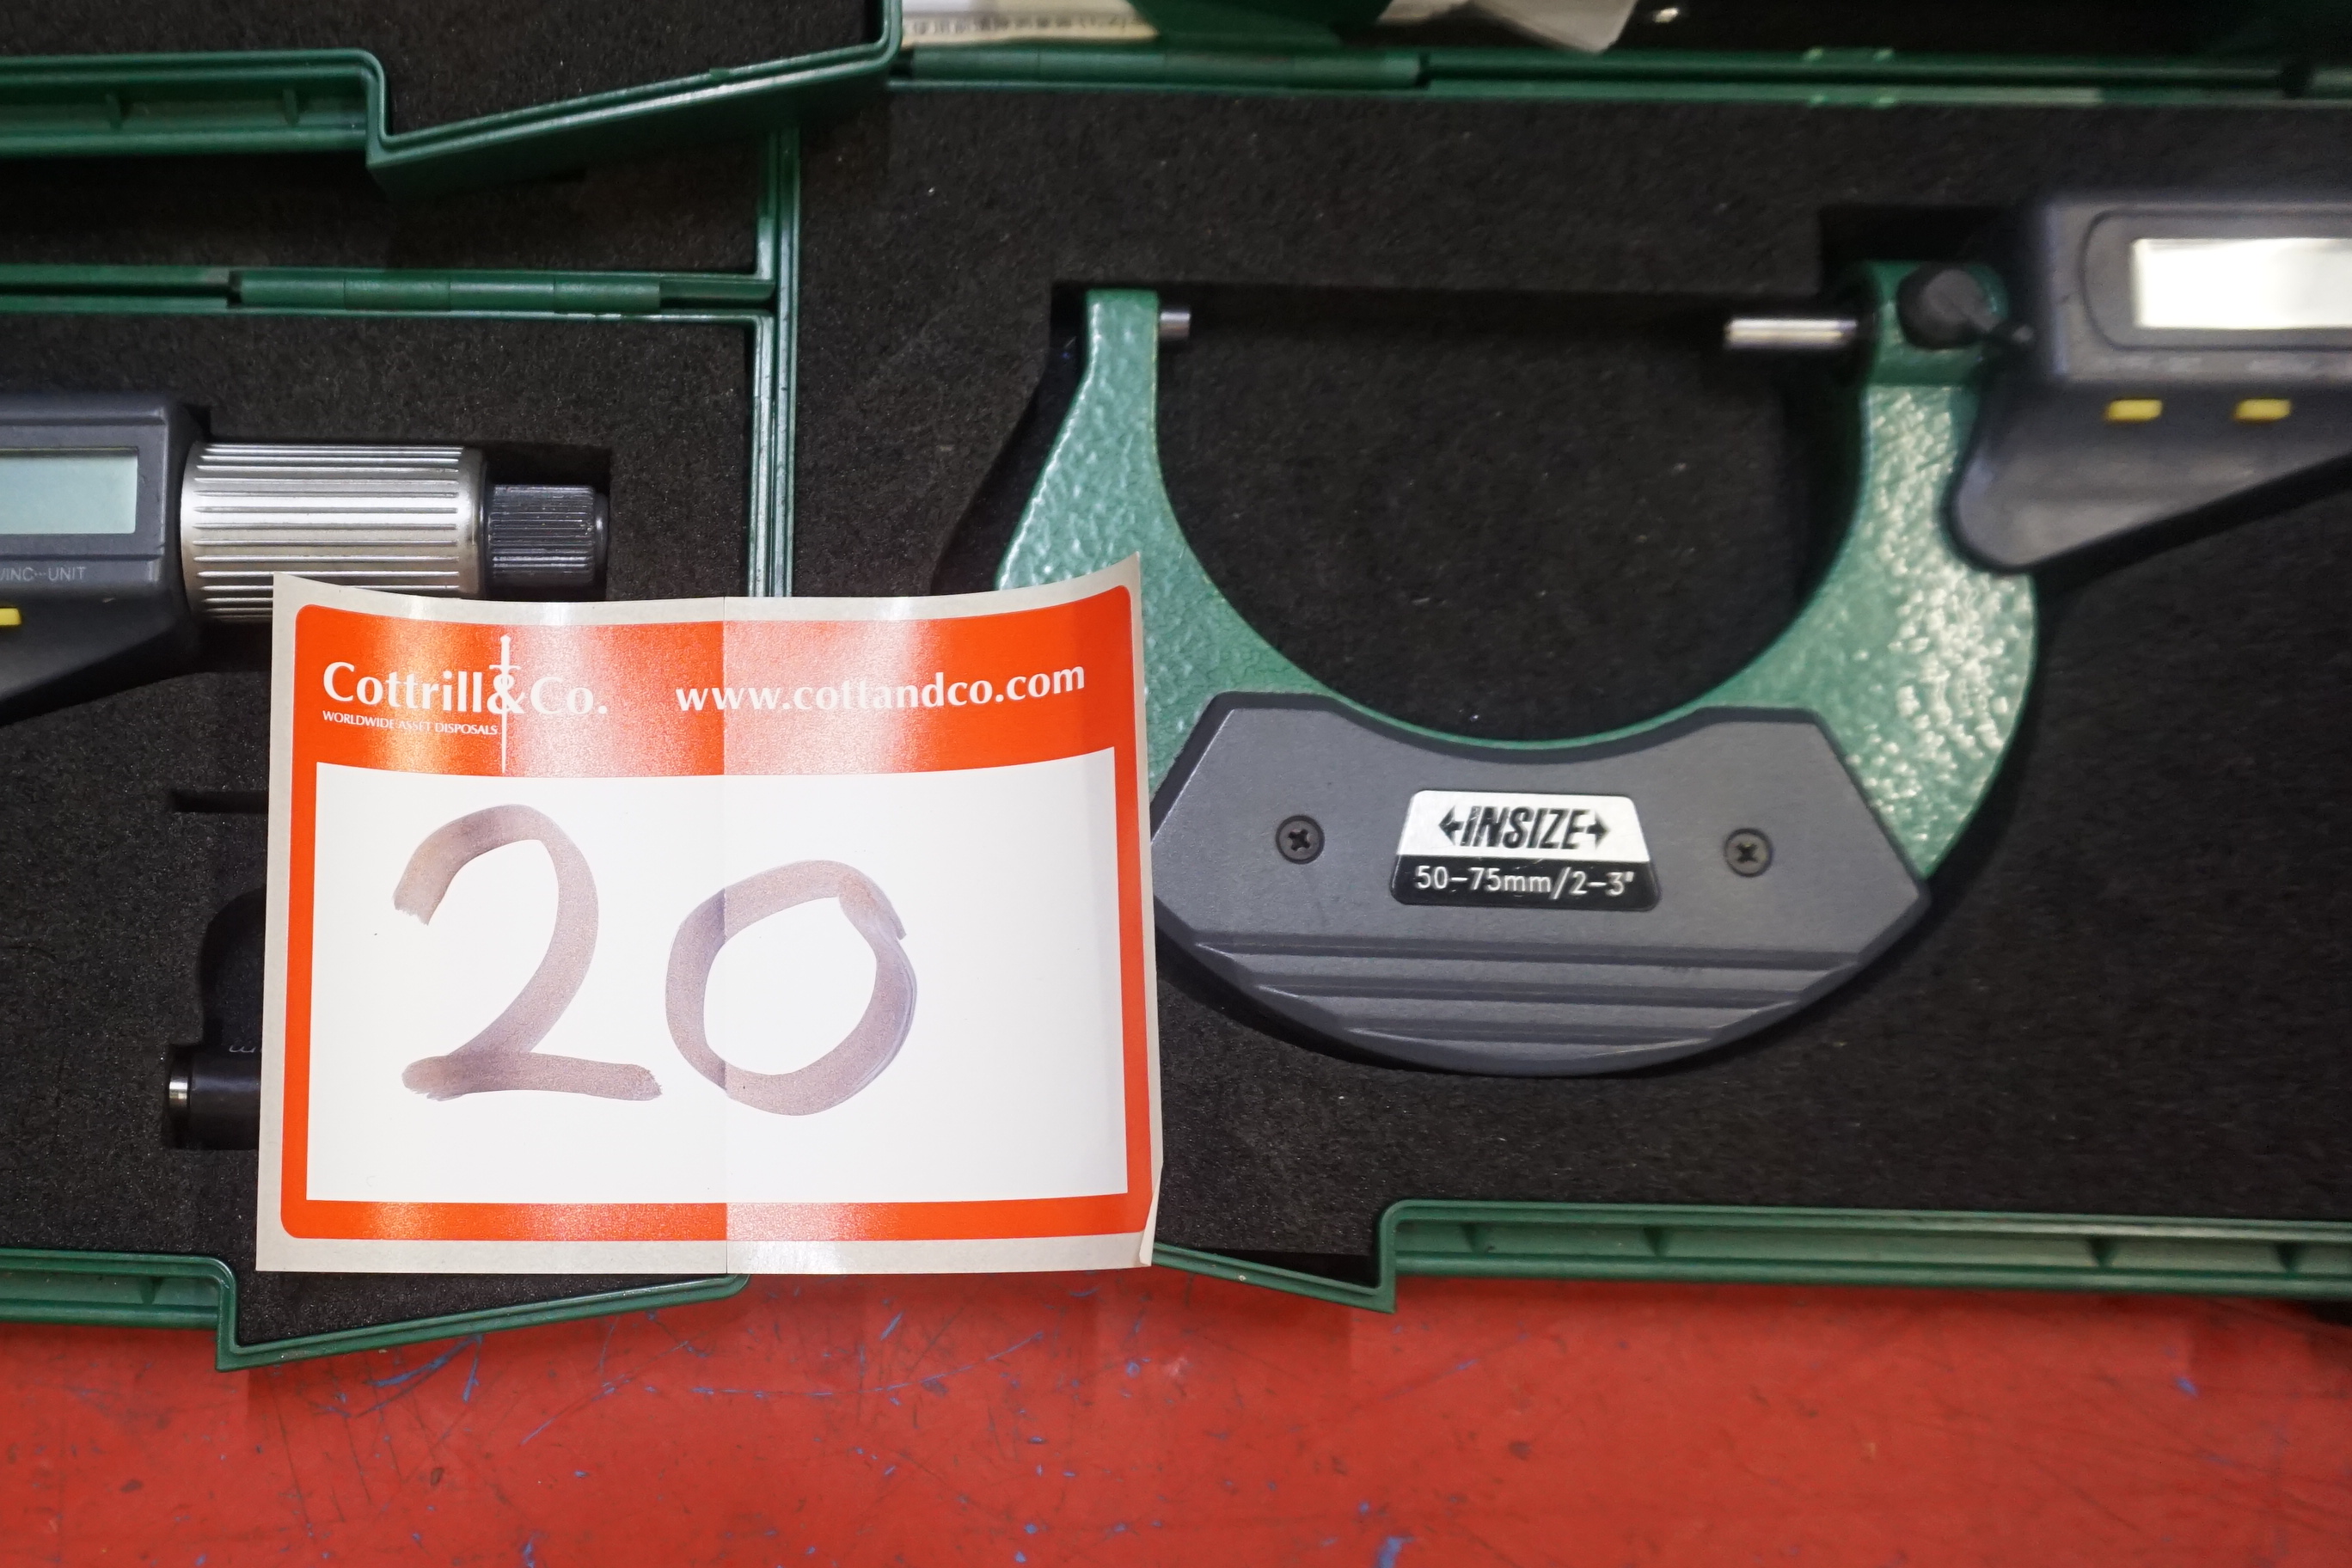 /INC-UNIT
Cottrill&Co. www.cottandco.com
WORLDWIDE ASSET DISPOSALS
20
INSIZE
50-75mm/2-3"